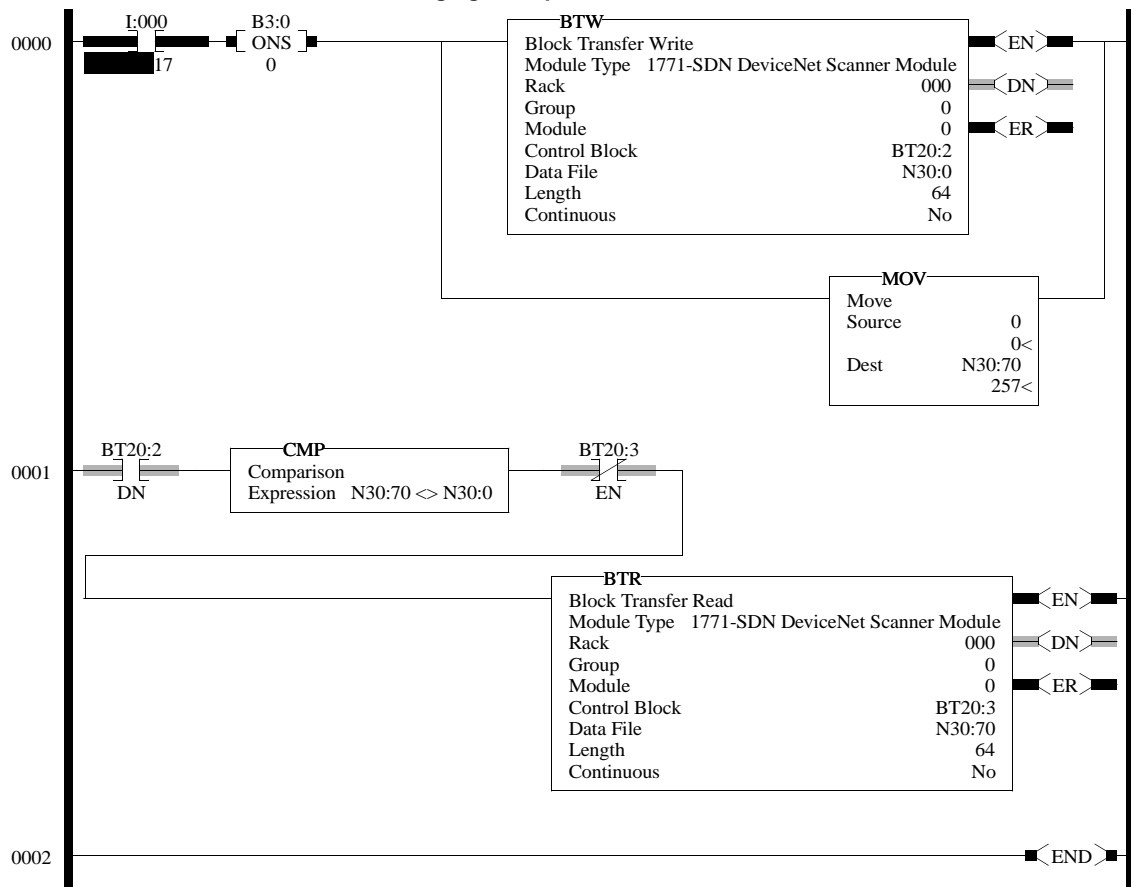 I:000 B3:0 BTW
0000 ONS Block Transfer Write EN
17 0 Module Type 1771-SDN DeviceNet Scanner Module
Rack 000 DN
Group 0
Module 0 ER
Control Block BT20:2
Data File N30:0
Length 64
Continuous No
MOV
Move
Source 0
0<
Dest N30:70
257<
BT20:2 CMP BT20:3
0001 Comparison
DN Expression N30:70 <> N30:0 EN
BTR
Block Transfer Read EN
Module Type 1771-SDN DeviceNet Scanner Module
Rack 000 DN
Group 0
Module 0 ER
Control Block BT20:3
Data File N30:70
Length 64
Continuous No
0002 END